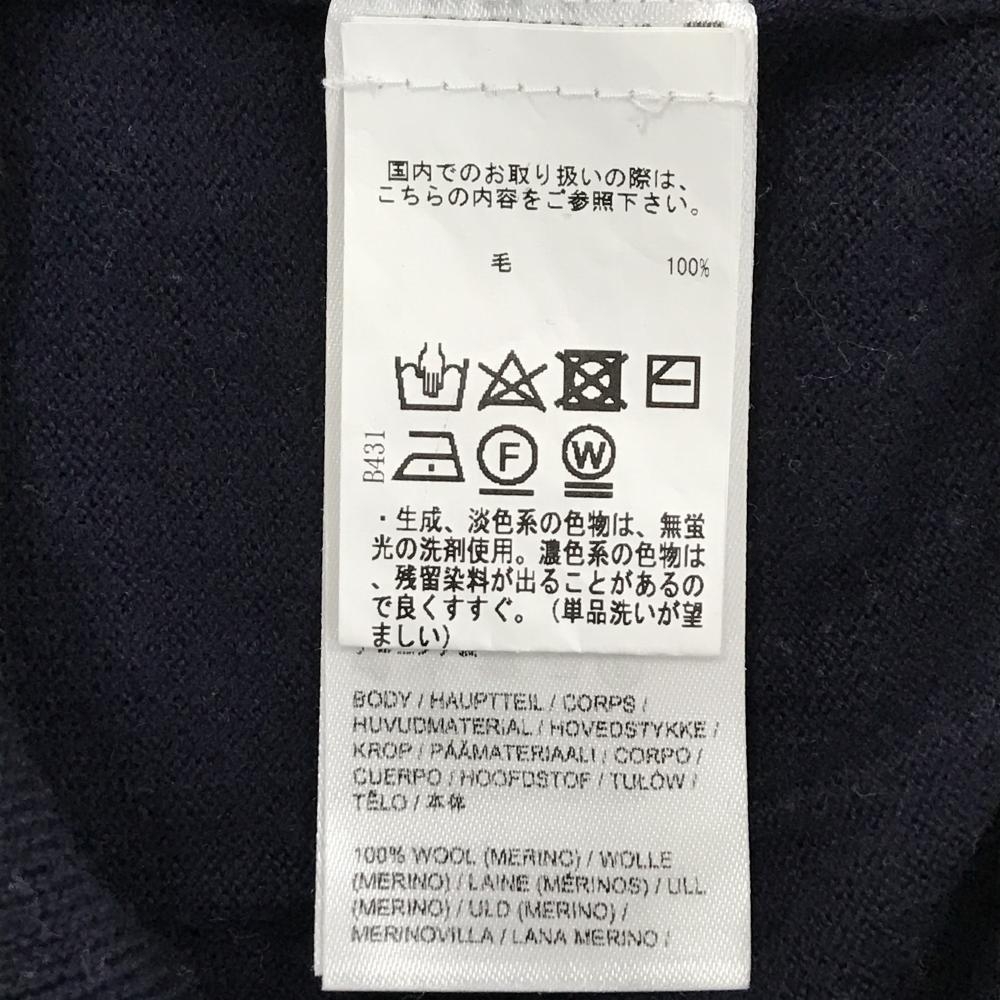 国内でのお取り扱いの際は、
こちらの内容をご参照下さい。
毛 100%
B431
F W
・生成、淡色系の色物は、無蛍
光の洗剤使用。濃色系の色物は
、残留染料が出ることがあるの
で良くすすぐ。（単品洗いが望
ましい）
BODY / HAUPTTEIL / CORPS /
HUVUDMATERIAL / HOVEDSTYKKE /
KROP / PÄÄMATERIAALI / CORPO /
CUERPO / HOOFDSTOF / TUŁÓW /
TĚLO / 本体
100% WOOL (MERINO) / WOLLE
(MERINO) / LAINE (MÉRINOS) / ULL
(MERINO) / ULD (MERINO) /
MERINOVILLA / LANA MERINO /